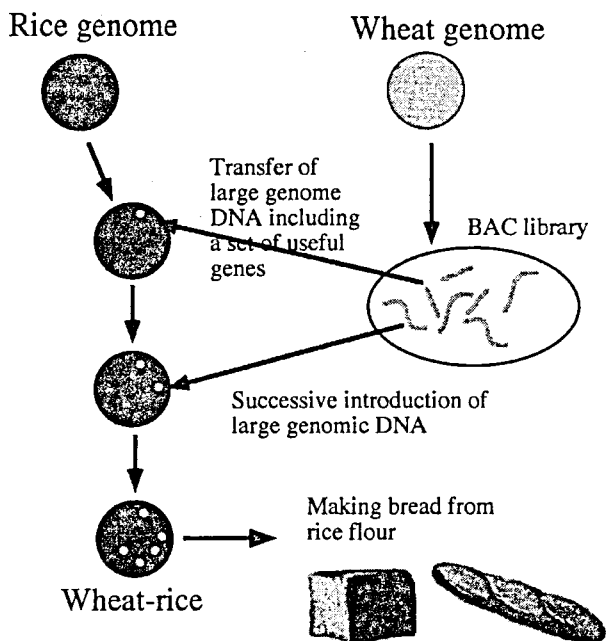 Rice genome
Wheat genome
Transfer of
large genome
DNA including
a set of useful
genes
BAC library
Successive introduction of
large genomic DNA
Making bread from
rice flour
Wheat-rice